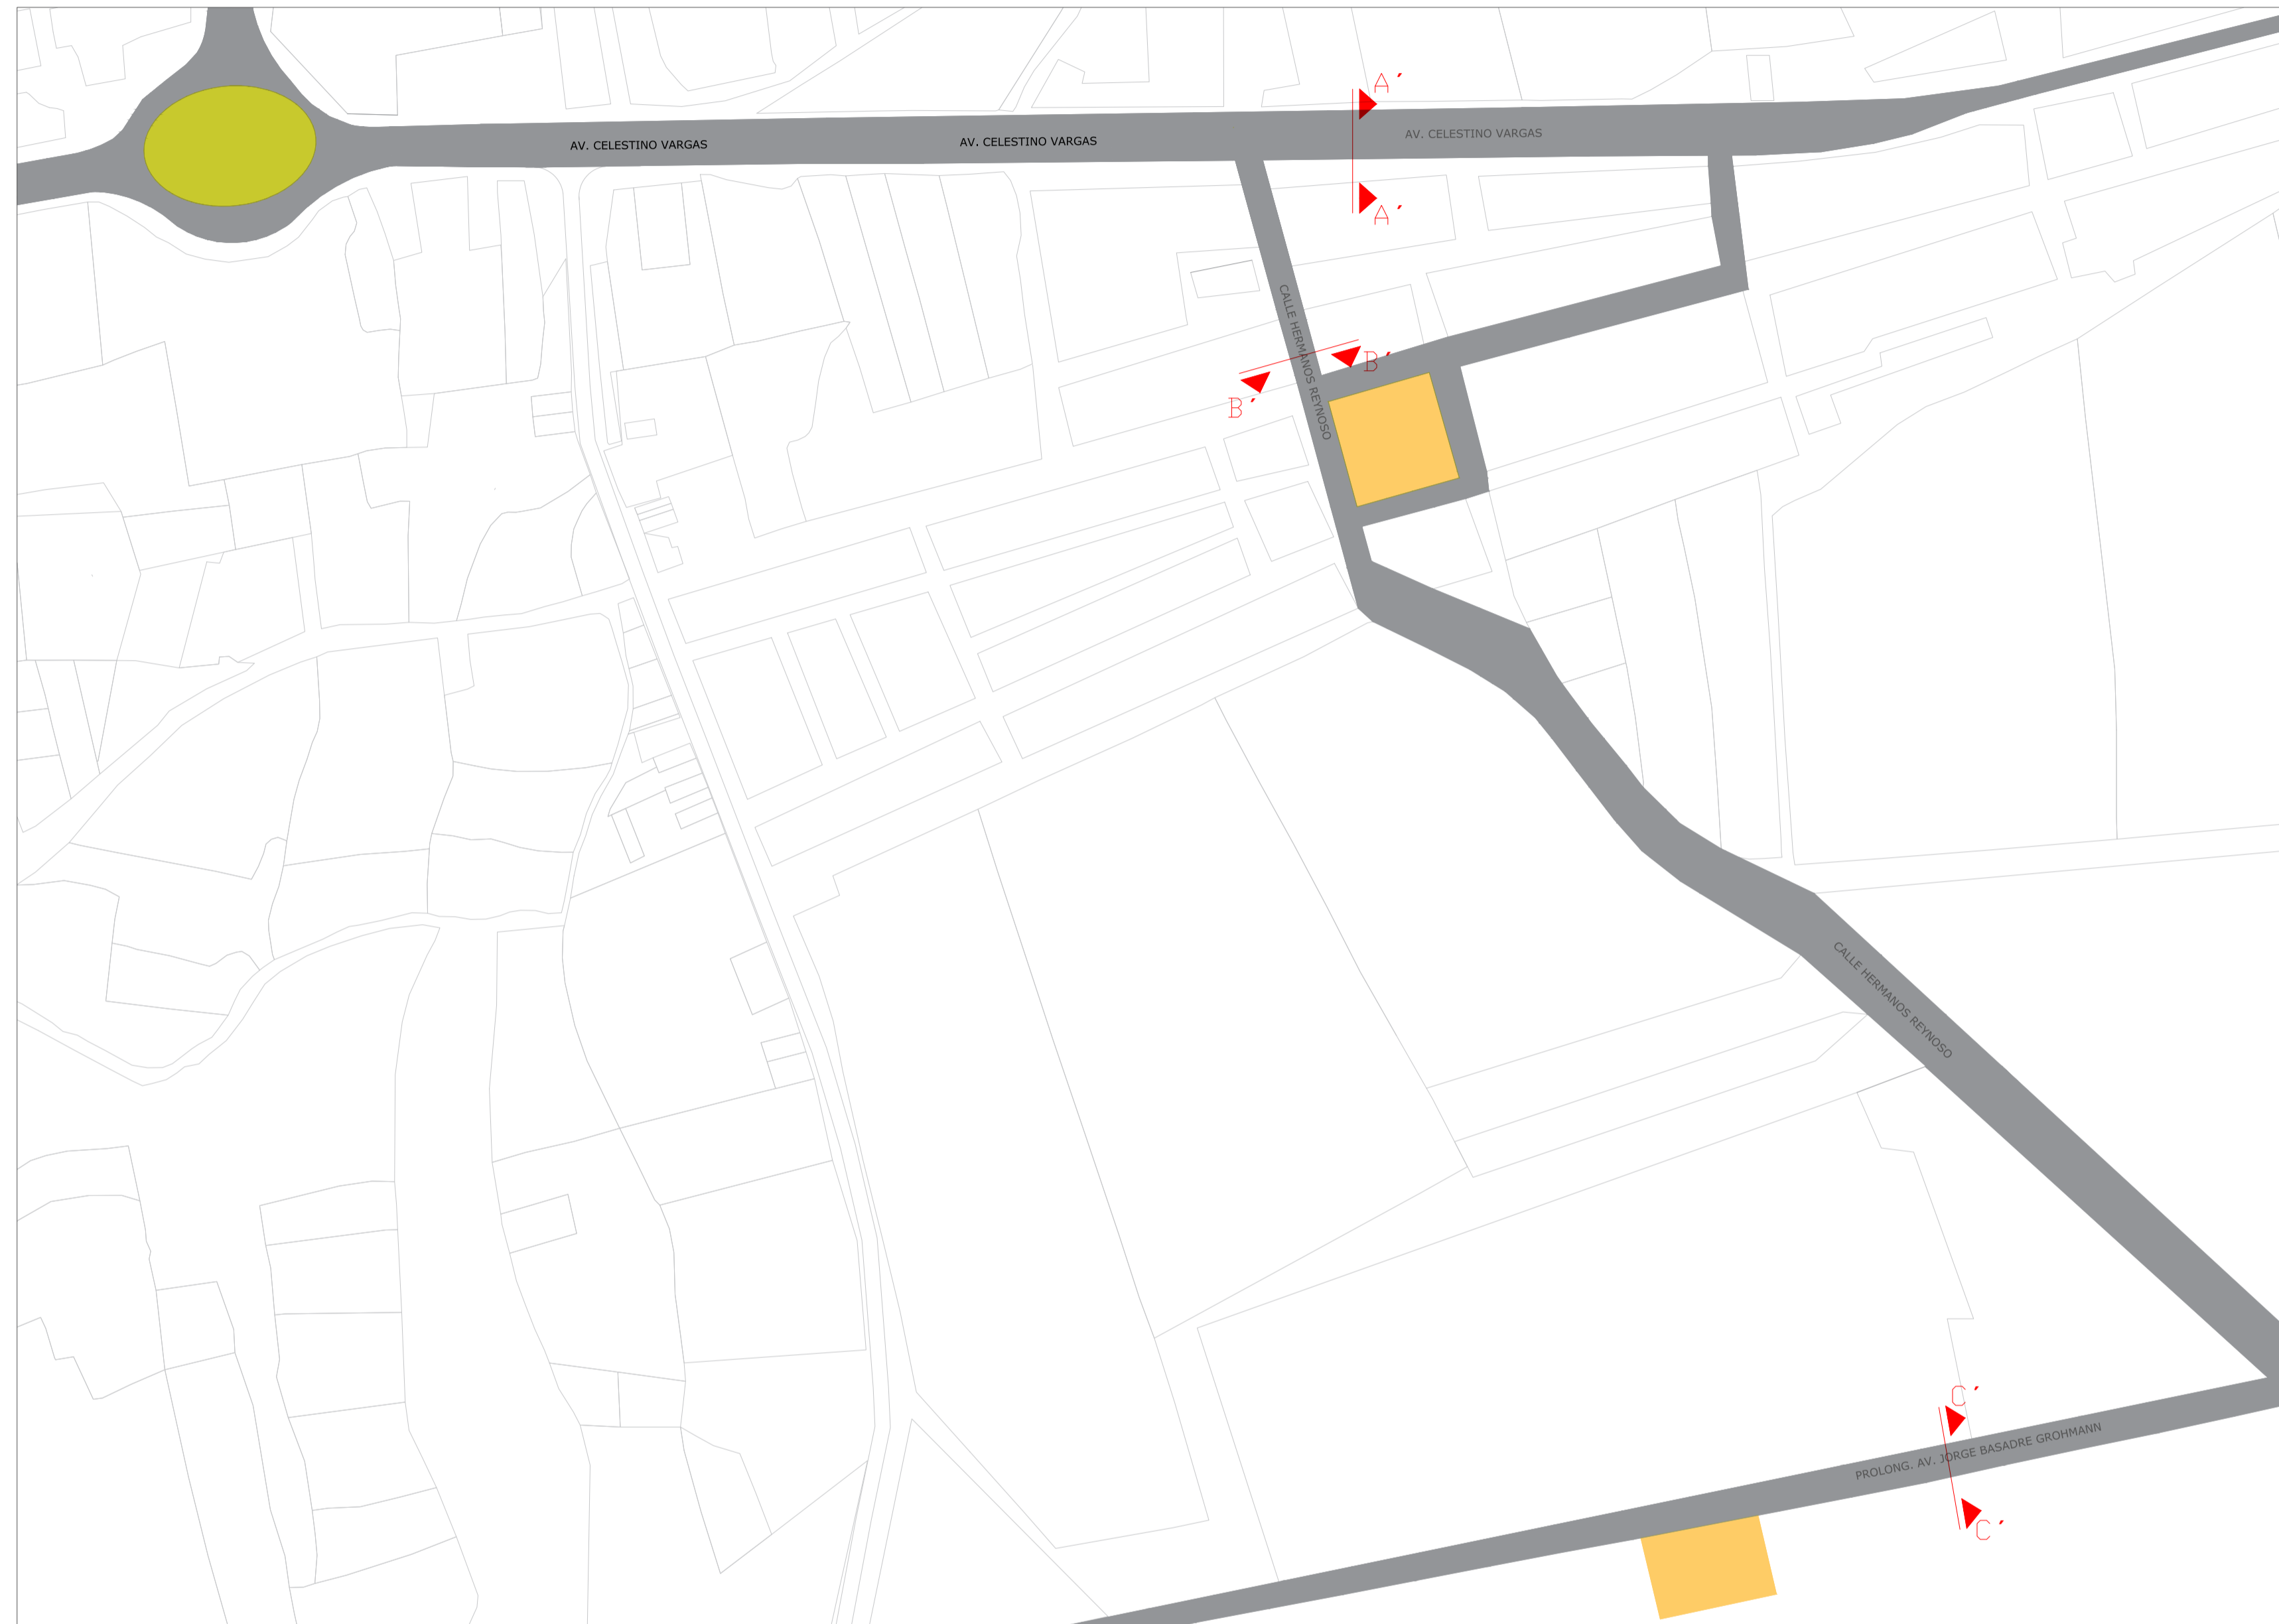 A´
AV. CELESTINO VARGAS
AV. CELESTINO VARGAS
AV. CELESTINO VARGAS
A´
CALLE HERMANOS REYNOSO
B´
B´
CALLE HERMANOS REYNOSO
C´
PROLONG. AV. JORGE BASADRE GROHMANN
C´